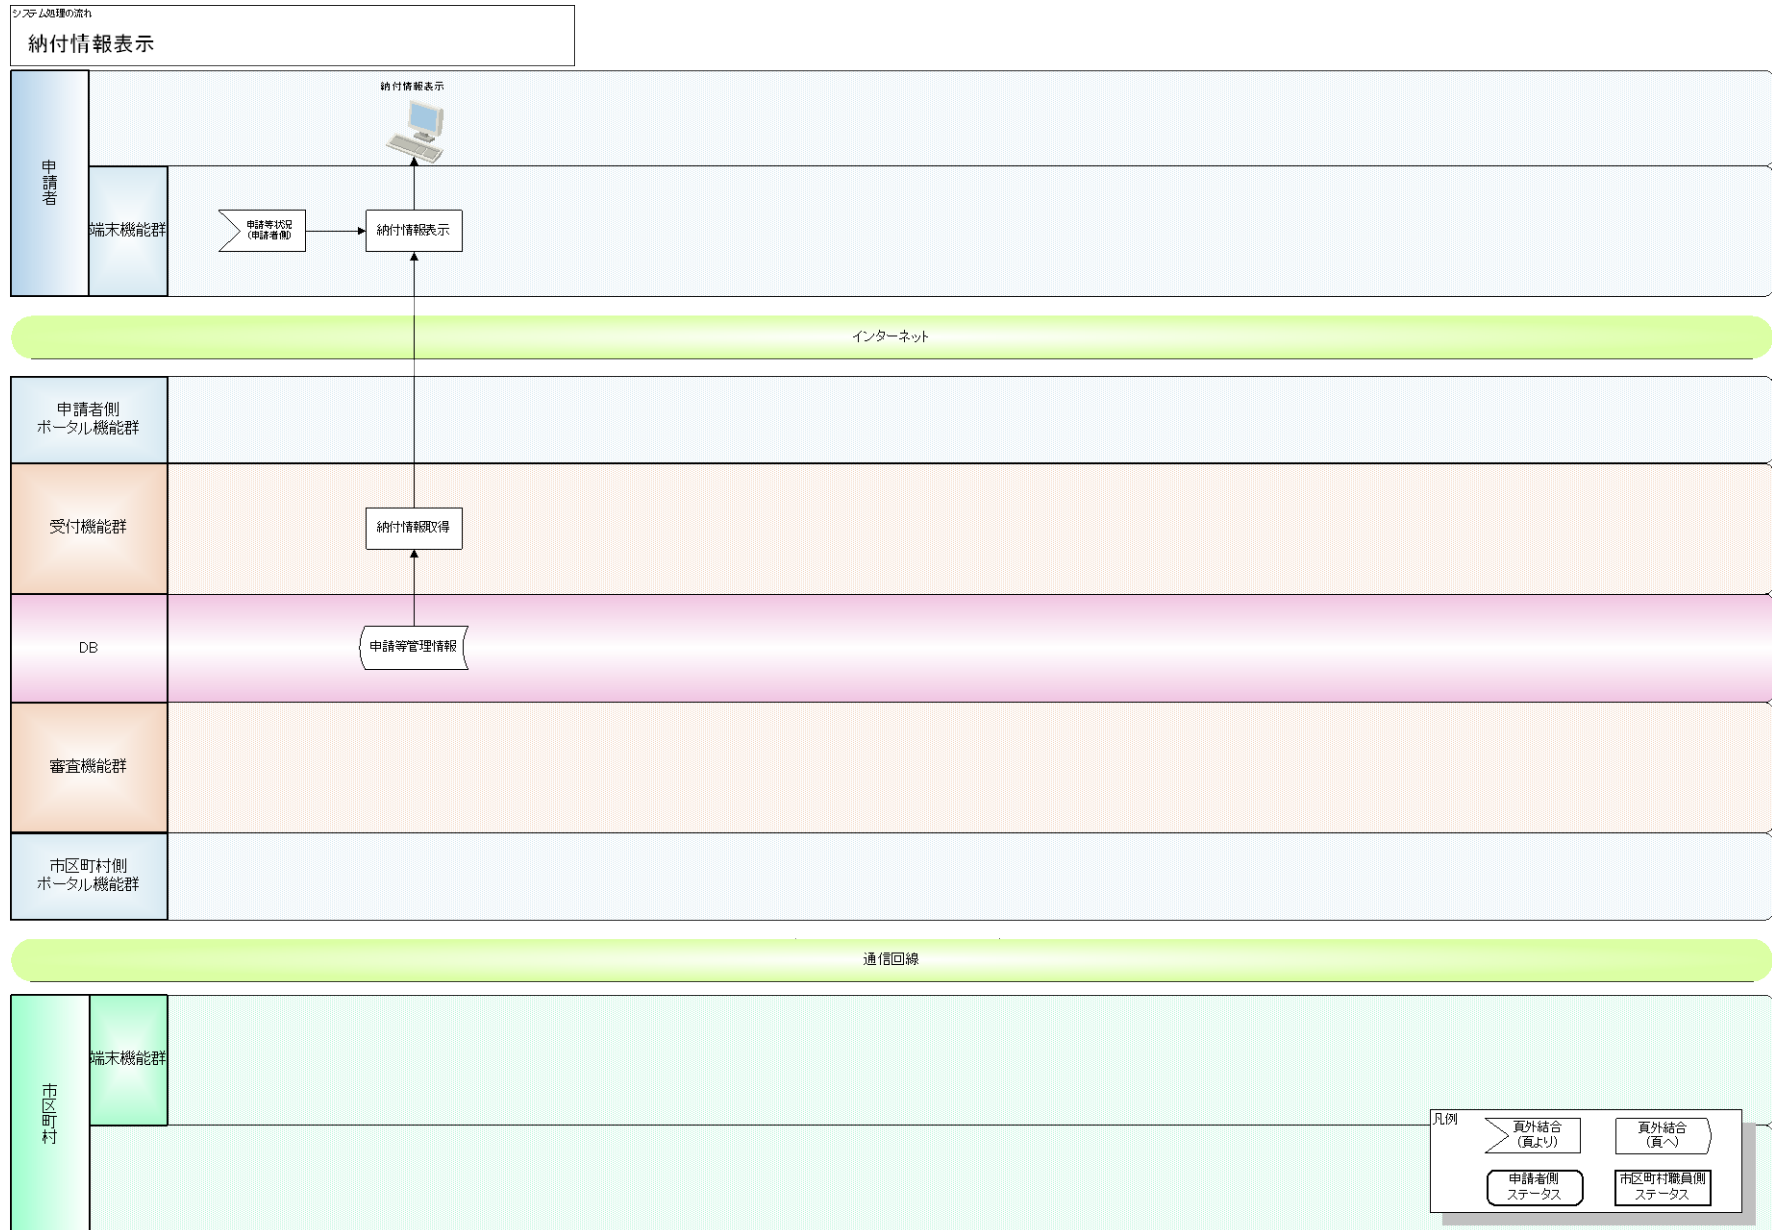 システム処理の流れ
納付情報表示
納付情報表示
申請者
端末機能群
申請等状況
(申請者側)
納付情報表示
インターネット
申請者側
ポータル機能群
受付機能群
納付情報取得
DB
申請等管理情報
審査機能群
市区町村側
ポータル機能群
通信回線
市区町村
端末機能群
凡例
頁外結合
(頁より)
頁外結合
(頁へ)
申請者側
ステータス
市区町村職員側
ステータス